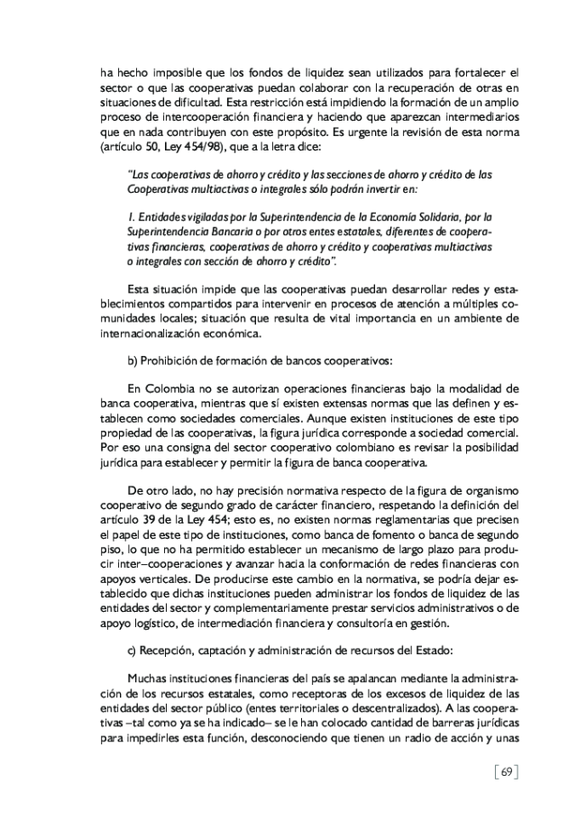 ha hecho imposible que los fondos de liquidez sean utilizados para fortalecer el
sector o que las cooperativas puedan colaborar con la recuperación de otras en
situaciones de dificultad. Esta restricción está impidiendo la formación de un amplio
proceso de intercooperación financiera y haciendo que aparezcan intermediarios
que en nada contribuyen con este propósito. Es urgente la revisión de esta norma
(artículo 50, Ley 454/98), que a la letra dice:
“Las cooperativas de ahorro y crédito y las secciones de ahorro y crédito de las
Cooperativas multiactivas o integrales sólo podrán invertir en:
1. Entidades vigiladas por la Superintendencia de la Economía Solidaria, por la
Superintendencia Bancaria o por otros entes estatales, diferentes de coopera-
tivas financieras, cooperativas de ahorro y crédito y cooperativas multiactivas
o integrales con sección de ahorro y crédito”.
Esta situación impide que las cooperativas puedan desarrollar redes y esta-
blecimientos compartidos para intervenir en procesos de atención a múltiples co-
munidades locales; situación que resulta de vital importancia en un ambiente de
internacionalización económica.
b) Prohibición de formación de bancos cooperativos:
En Colombia no se autorizan operaciones financieras bajo la modalidad de
banca cooperativa, mientras que sí existen extensas normas que las definen y es-
tablecen como sociedades comerciales. Aunque existen instituciones de este tipo
propiedad de las cooperativas, la figura jurídica corresponde a sociedad comercial.
Por eso una consigna del sector cooperativo colombiano es revisar la posibilidad
jurídica para establecer y permitir la figura de banca cooperativa.
De otro lado, no hay precisión normativa respecto de la figura de organismo
cooperativo de segundo grado de carácter financiero, respetando la definición del
artículo 39 de la Ley 454; esto es, no existen normas reglamentarias que precisen
el papel de este tipo de instituciones, como banca de fomento o banca de segundo
piso, lo que no ha permitido establecer un mecanismo de largo plazo para produ-
cir inter–cooperaciones y avanzar hacia la conformación de redes financieras con
apoyos verticales. De producirse este cambio en la normativa, se podría dejar es-
tablecido que dichas instituciones pueden administrar los fondos de liquidez de las
entidades del sector y complementariamente prestar servicios administrativos o de
apoyo logístico, de intermediación financiera y consultoría en gestión.
c) Recepción, captación y administración de recursos del Estado:
Muchas instituciones financieras del país se apalancan mediante la administra-
ción de los recursos estatales, como receptoras de los excesos de liquidez de las
entidades del sector público (entes territoriales o descentralizados). A las coopera-
tivas –tal como ya se ha indicado– se le han colocado cantidad de barreras jurídicas
para impedirles esta función, desconociendo que tienen un radio de acción y unas
[69]